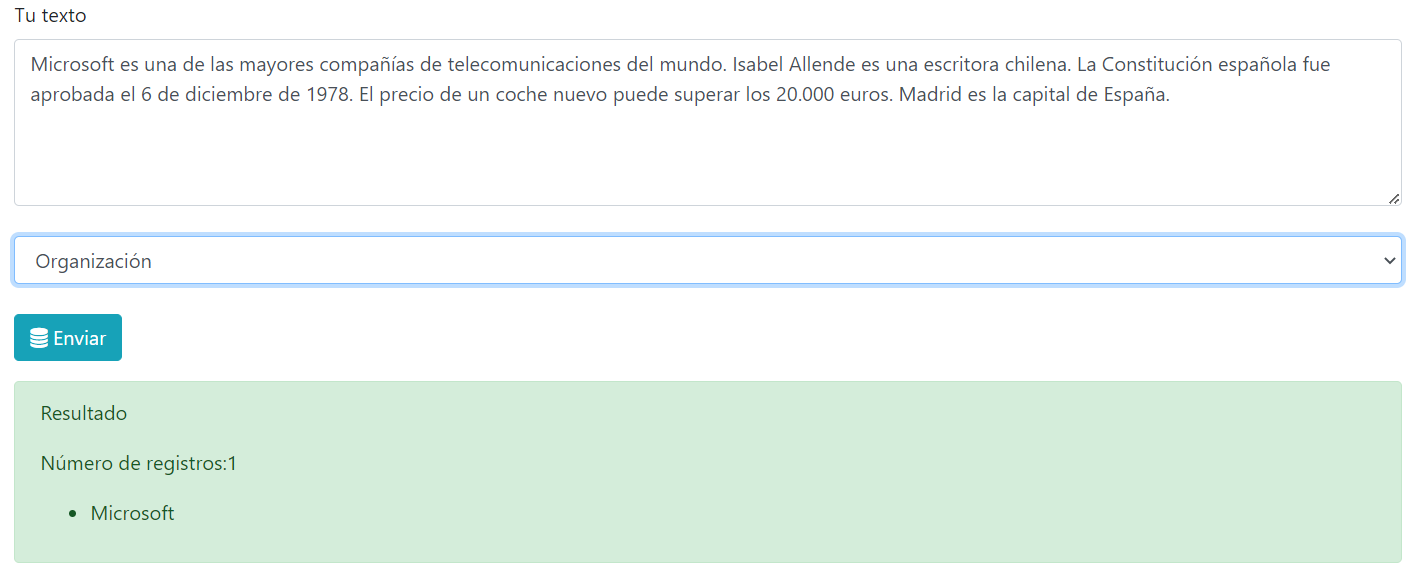 Tu texto
Microsoft es una de las mayores compañías de telecomunicaciones del mundo. Isabel Allende es una escritora chilena. La Constitución española fue
aprobada el 6 de diciembre de 1978. El precio de un coche nuevo puede superar los 20.000 euros. Madrid es la capital de España.
Organización
Enviar
Resultado
Número de registros:1
• Microsoft